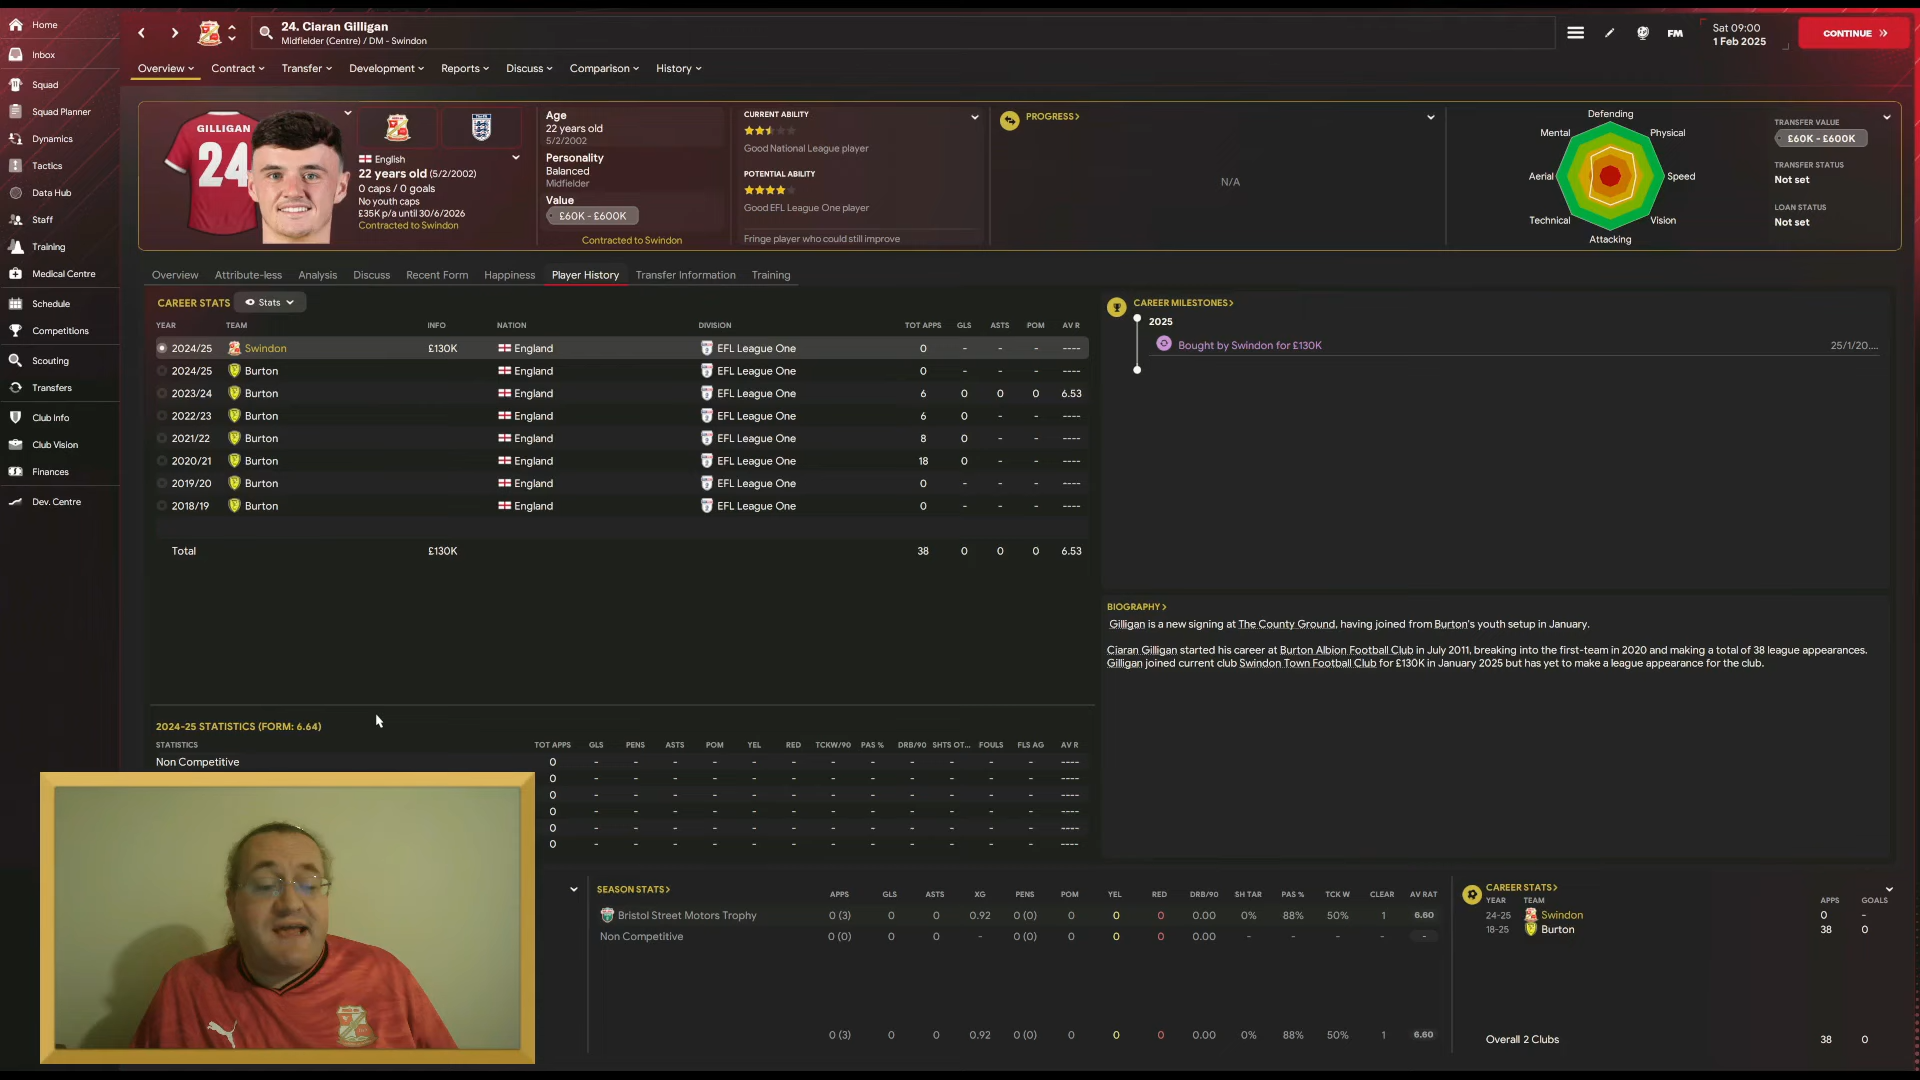 Home
Inbox
Squad
Squad Planner
Dynamics
Tactics
Data Hub
Staff
Training
Medical Centre
Schedule
Competitions
Scouting
Transfers
Club Info
Club Vision
Finances
Dev. Centre
24. Ciaran Gilligan
Midfielder (Centre) / DM - Swindon
FM
Sat 09:00
1 Feb 2025
CONTINUE
Overview
Contract
Transfer
Development
Reports
Discuss
Comparison
History
GILLIGAN
24
English
22 years old (5/2/2002)
0 caps / 0 goals
No youth caps
£35K p/a until 30/6/2026
Contracted to Swindon
Age
22 years old
5/2/2002
Personality
Balanced
Midfielder
Value
£60K - £600K
Contracted to Swindon
CURRENT ABILITY
Good National League player
POTENTIAL ABILITY
Good EFL League One player
Fringe player who could still improve
PROGRESS>
N/A
Defending
Mental Physical
Aerial Speed
Technical Vision
Attacking
TRANSFER VALUE
£60K - £600K
TRANSFER STATUS
Not set
LOAN STATUS
Not set
Overview Attribute-less Analysis Discuss Recent Form Happiness Player History Transfer Information Training
CAREER STATS Stats
YEAR TEAM INFO NATION DIVISION TOT APPS GLS ASTS POM AV R
2024/25 Swindon £130K England EFL League One 0 - - - ----
2024/25 Burton England EFL League One 0 - - - ----
2023/24 Burton England EFL League One 6 0 0 0 6.53
2022/23 Burton England EFL League One 6 0 - - ----
2021/22 Burton England EFL League One 8 0 - - ----
2020/21 Burton England EFL League One 18 0 - - ----
2019/20 Burton England EFL League One 0 - - - ----
2018/19 Burton England EFL League One 0 - - - ----
Total £130K 38 0 0 0 6.53
CAREER MILESTONES>
2025
Bought by Swindon for £130K 25/1/20....
BIOGRAPHY>
Gilligan is a new signing at The County Ground, having joined from Burton's youth setup in January.
Ciaran Gilligan started his career at Burton Albion Football Club in July 2011, breaking into the first-team in 2020 and making a total of 38 league appearances.
Gilligan joined current club Swindon Town Football Club for £130K in January 2025 but has yet to make a league appearance for the club.
2024-25 STATISTICS (FORM: 6.64)
STATISTICS TOT APPS GLS PENS ASTS POM YEL RED TCKW/90 PAS % DRB/90 SHTS OT... FOULS FLS AG AV R
Non Competitive 0 - - - - - - - - - - - - ----
0 - - - - - - - - - - - - ----
0 - - - - - - - - - - - - ----
0 - - - - - - - - - - - - ----
0 - - - - - - - - - - - - ----
0 - - - - - - - - - - - - ----
SEASON STATS> APPS GLS ASTS XG PENS POM YEL RED DRB/90 SH TAR PAS % TCK W CLEAR AV RAT
Bristol Street Motors Trophy 0 (3) 0 0 0.92 0 (0) 0 0 0 0.00 0% 88% 50% 1 6.60
Non Competitive 0 (0) 0 0 - 0 (0) 0 0 0 0.00 - - - - -
0 (3) 0 0 0.92 0 (0) 0 0 0 0.00 0% 88% 50% 1 6.60
CAREER STATS>
YEAR TEAM APPS GOALS
24-25 Swindon 0 -
18-25 Burton 38 0
Overall 2 Clubs 38 0